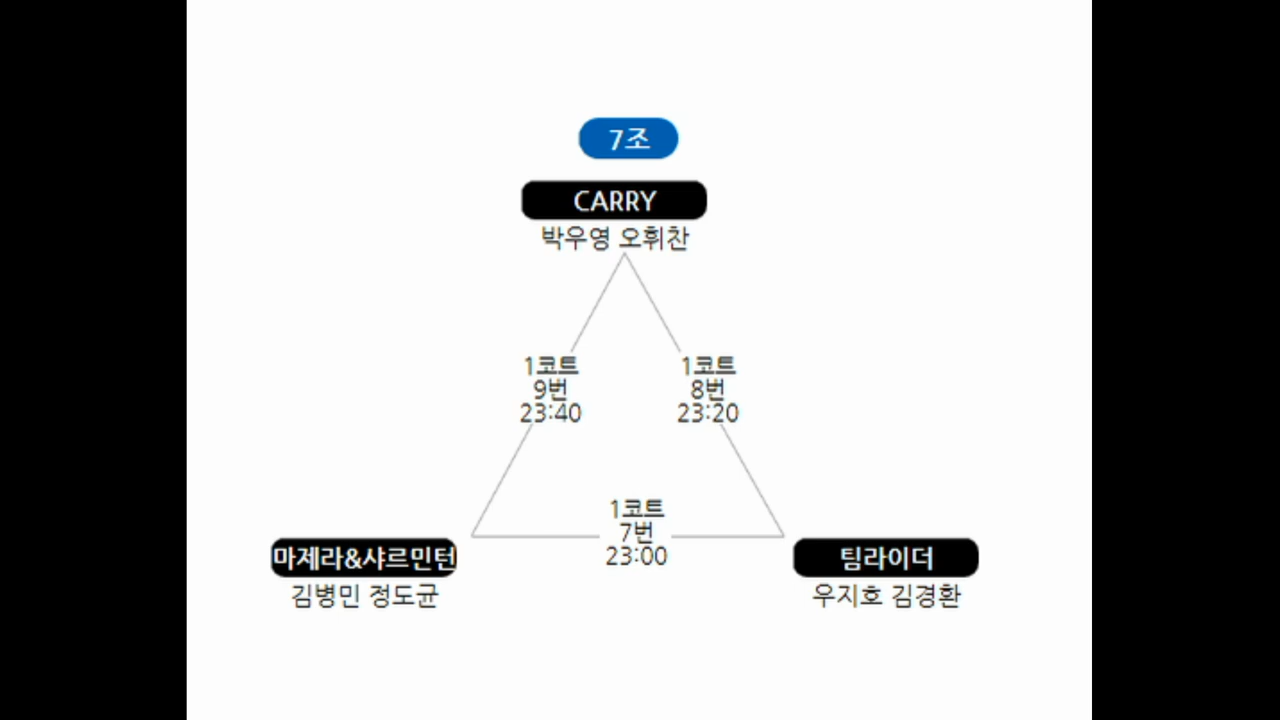 7조
CARRY
박우영 오휘찬
1코트
9번
23:40
1코트
8번
23:20
1코트
7번
23:00
마제라&샤르민턴
김병민 정도균
팀라이더
우지호 김경환